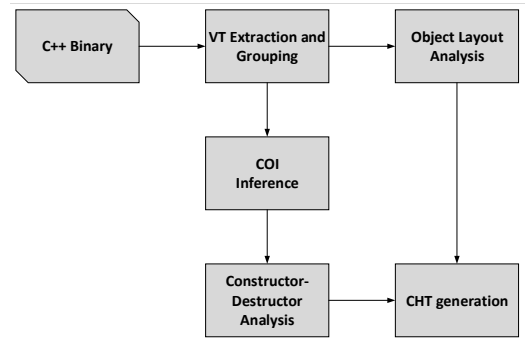 C++ Binary
VT Extraction and
Grouping
Object Layout
Analysis
COI
Inference
Constructor-
Destructor
Analysis
CHT generation